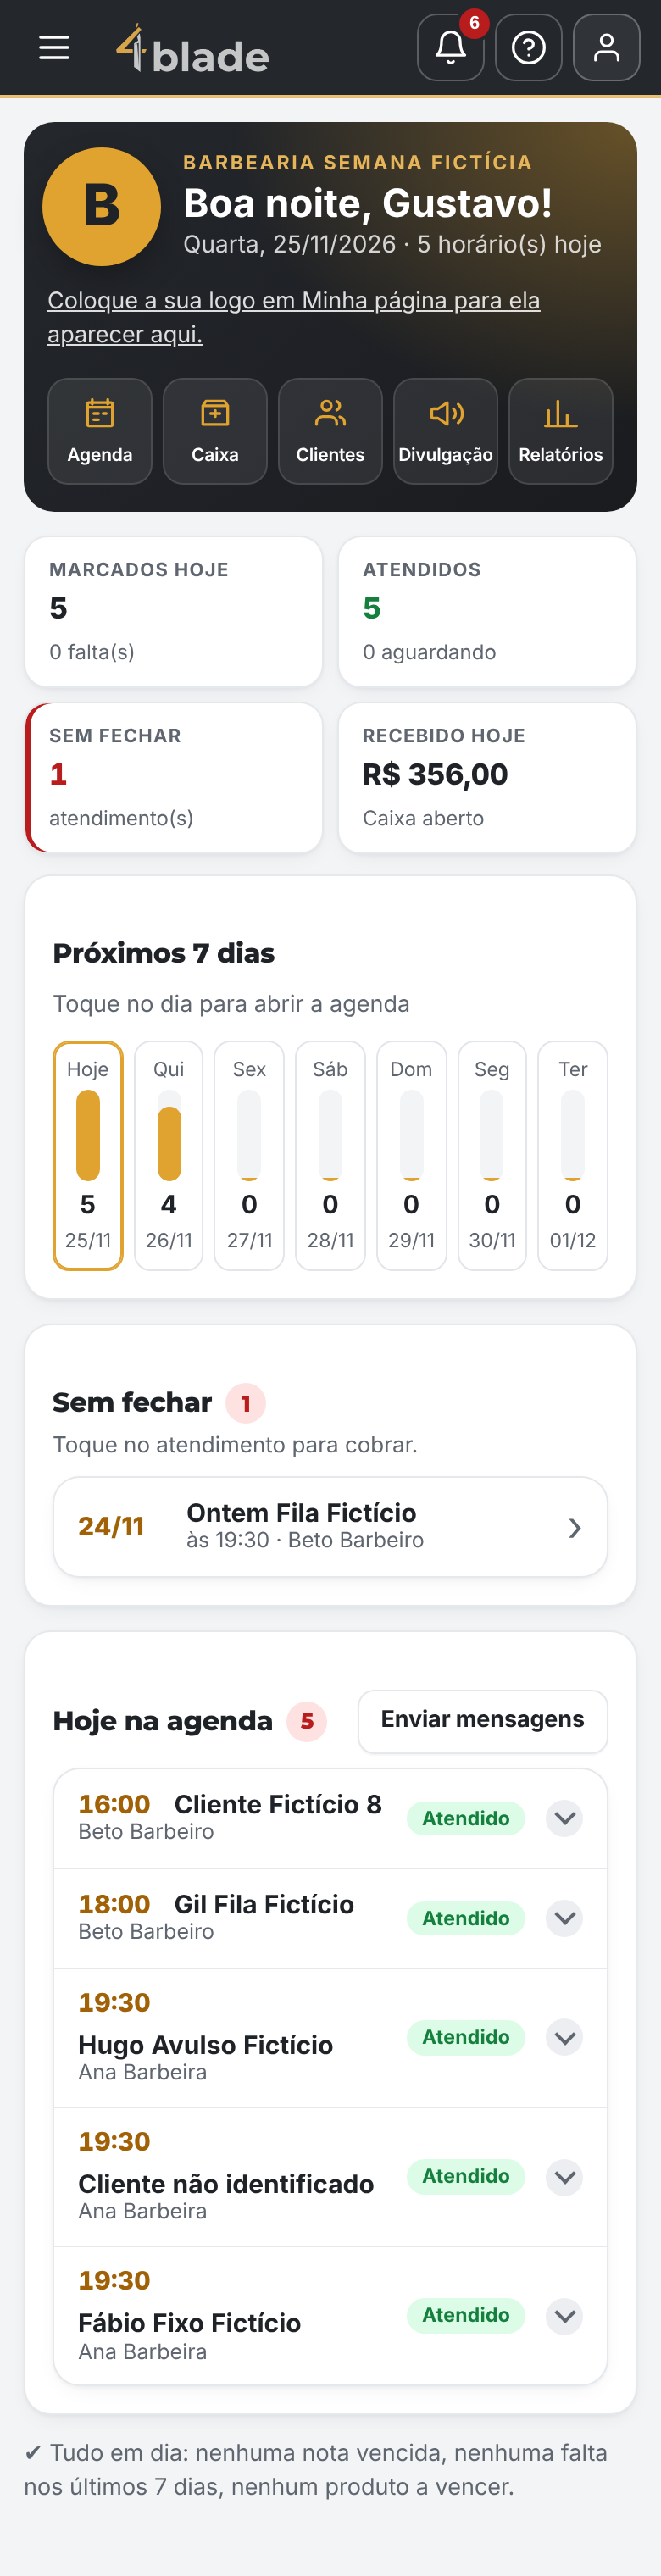 4blade
6
B
BARBEARIA SEMANA FICTÍCIA
Boa noite, Gustavo!
Quarta, 25/11/2026 · 5 horário(s) hoje
Coloque a sua logo em Minha página para ela
aparecer aqui.
Agenda
Caixa
Clientes
Divulgação
Relatórios
MARCADOS HOJE
5
0 falta(s)
ATENDIDOS
5
0 aguardando
SEM FECHAR
1
atendimento(s)
RECEBIDO HOJE
R$ 356,00
Caixa aberto
Próximos 7 dias
Toque no dia para abrir a agenda
Hoje Qui Sex Sáb Dom Seg Ter
5 4 0 0 0 0 0
25/11 26/11 27/11 28/11 29/11 30/11 01/12
Sem fechar 1
Toque no atendimento para cobrar.
24/11 Ontem Fila Fictício
às 19:30 · Beto Barbeiro
Hoje na agenda 5 Enviar mensagens
16:00 Cliente Fictício 8
Beto Barbeiro
Atendido
18:00 Gil Fila Fictício
Beto Barbeiro
Atendido
19:30
Hugo Avulso Fictício
Ana Barbeira
Atendido
19:30
Cliente não identificado
Ana Barbeira
Atendido
19:30
Fábio Fixo Fictício
Ana Barbeira
Atendido
✔ Tudo em dia: nenhuma nota vencida, nenhuma falta
nos últimos 7 dias, nenhum produto a vencer.